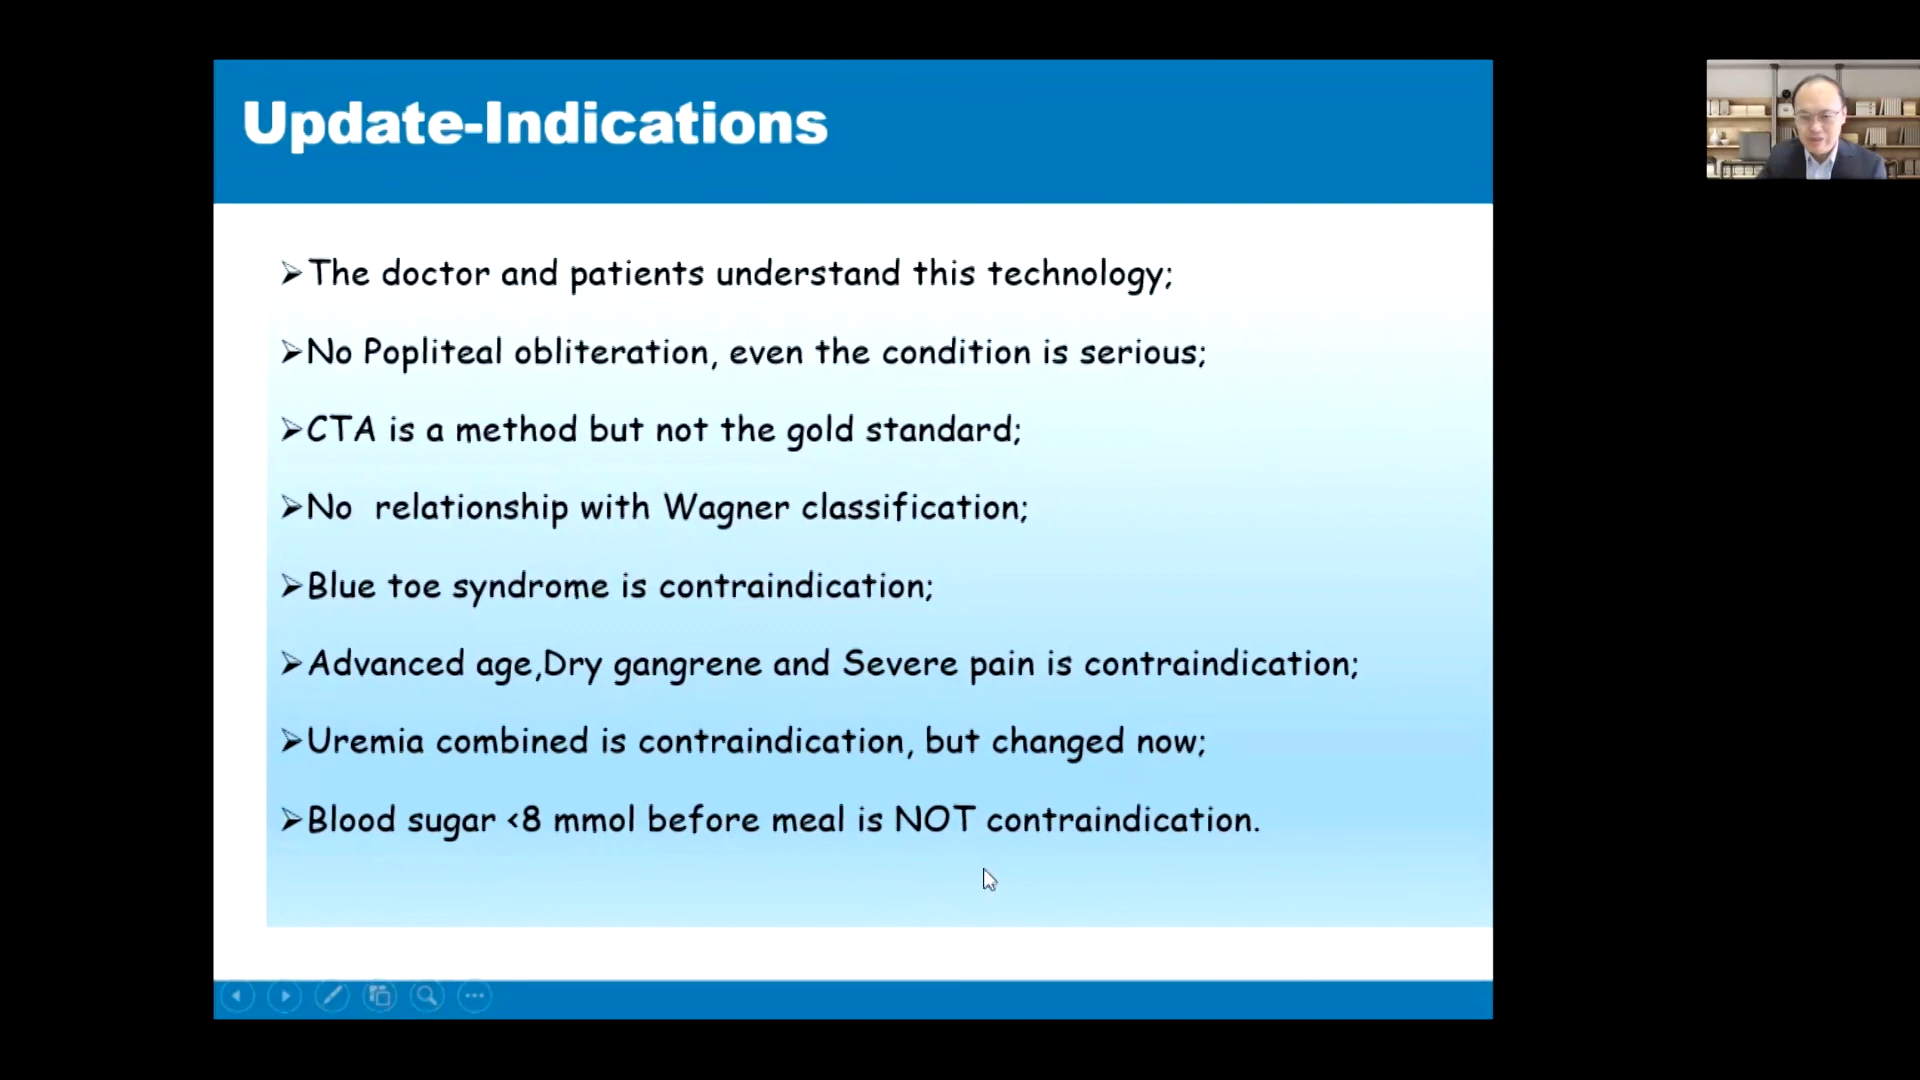 Update-Indications
➢The doctor and patients understand this technology;
➢No Popliteal obliteration, even the condition is serious;
➢CTA is a method but not the gold standard;
➢No relationship with Wagner classification;
➢Blue toe syndrome is contraindication;
➢Advanced age,Dry gangrene and Severe pain is contraindication;
➢Uremia combined is contraindication, but changed now;
➢Blood sugar <8 mmol before meal is NOT contraindication.